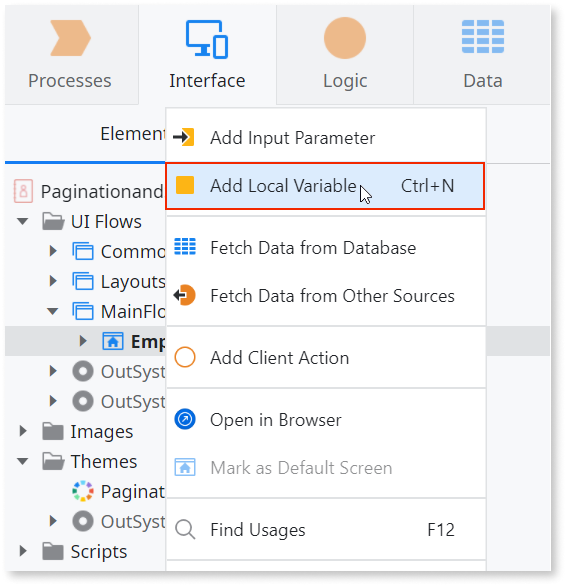 Processes
Interface
Logic
Data
Elemen
Add Input Parameter
Add Local Variable Ctrl+N
Paginationand
UI Flows
Commo
Fetch Data from Database
Layouts
Fetch Data from Other Sources
MainFlo
Emp
Add Client Action
OutSyst
OutSyst
Open in Browser
Images
Themes
Mark as Default Screen
Paginat
OutSyst
Find Usages F12
Scripts